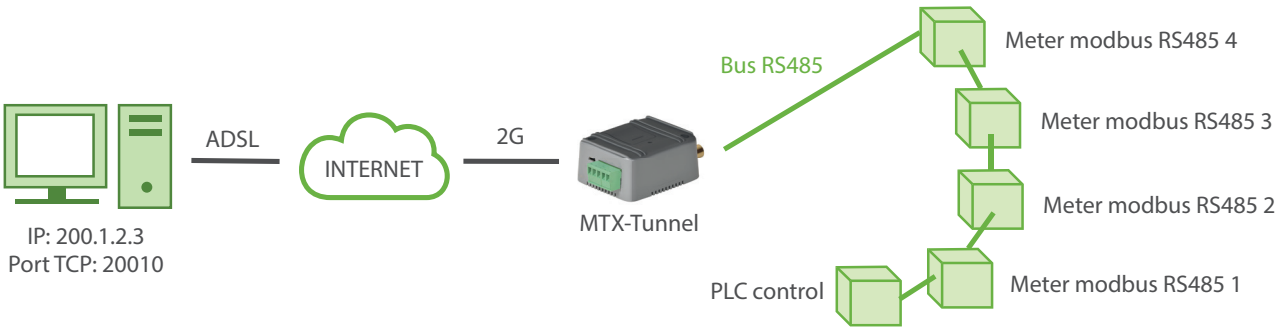 ADSL
INTERNET
2G
Bus RS485
MTX-Tunnel
IP: 200.1.2.3
Port TCP: 20010
Meter modbus RS485 4
Meter modbus RS485 3
Meter modbus RS485 2
Meter modbus RS485 1
PLC control